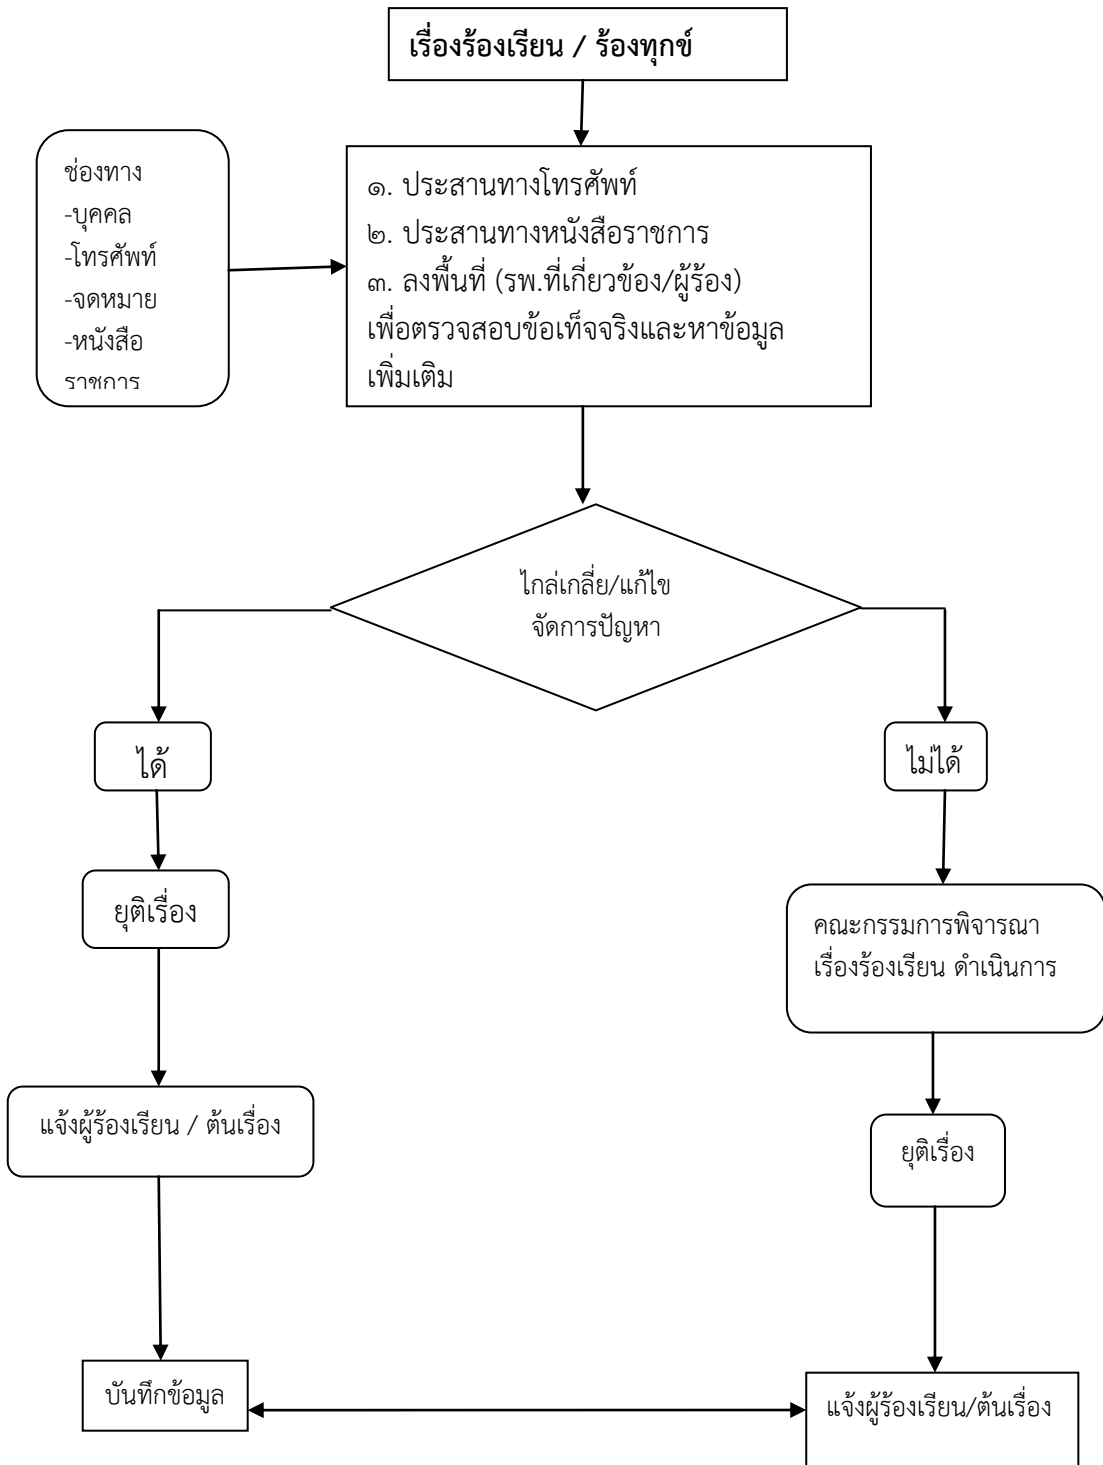 เรื่องร้องเรียน / ร้องทุกข์
ช่องทาง
-บุคคล
-โทรศัพท์
-จดหมาย
-หนังสือ
ราชการ
๑. ประสานทางโทรศัพท์
๒. ประสานทางหนังสือราชการ
๓. ลงพื้นที่ (รพ.ที่เกี่ยวข้อง/ผู้ร้อง)
เพื่อตรวจสอบข้อเท็จจริงและหาข้อมูล
เพิ่มเติม
ไกล่เกลี่ย/แก้ไข
จัดการปัญหา
ได้
ไม่ได้
ยุติเรื่อง
คณะกรรมการพิจารณา
เรื่องร้องเรียน ดำเนินการ
แจ้งผู้ร้องเรียน / ต้นเรื่อง
ยุติเรื่อง
บันทึกข้อมูล
แจ้งผู้ร้องเรียน/ต้นเรื่อง